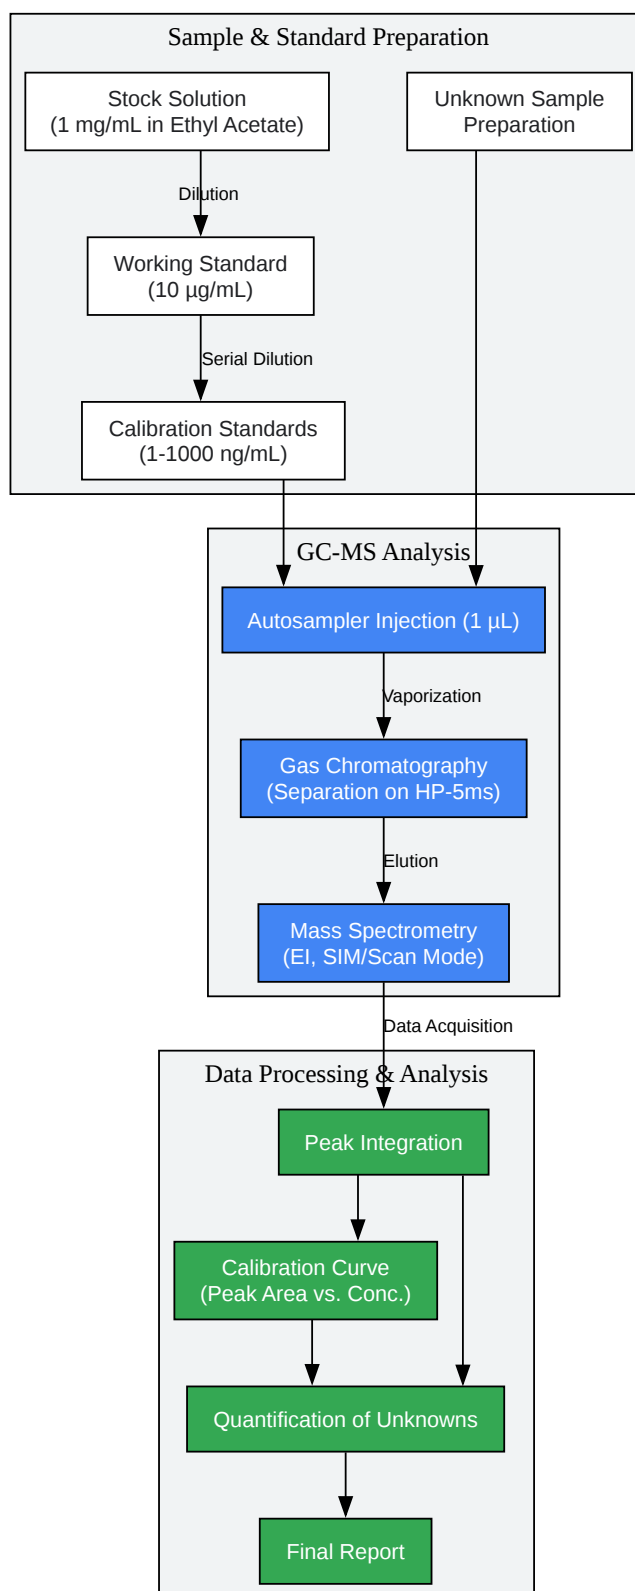 Sample & Standard Preparation
Stock Solution
(1 mg/mL in Ethyl Acetate)
Unknown Sample
Preparation
Dilution
Working Standard
(10 µg/mL)
Serial Dilution
Calibration Standards
(1-1000 ng/mL)
GC-MS Analysis
Autosampler Injection (1 µL)
Vaporization
Gas Chromatography
(Separation on HP-5ms)
Elution
Mass Spectrometry
(EI, SIM/Scan Mode)
Data Acquisition
Data Processing & Analysis
Peak Integration
Calibration Curve
(Peak Area vs. Conc.)
Quantification of Unknowns
Final Report